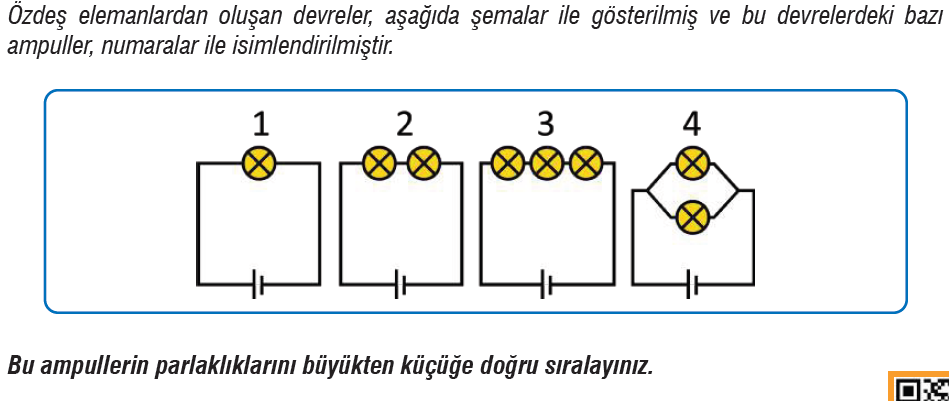 Özdeş elemanlardan oluşan devreler, aşağıda şemalar ile gösterilmiş ve bu devrelerdeki bazı
ampuller, numaralar ile isimlendirilmiştir.
1 2 3 4
Bu ampullerin parlaklıklarını büyükten küçüğe doğru sıralayınız.